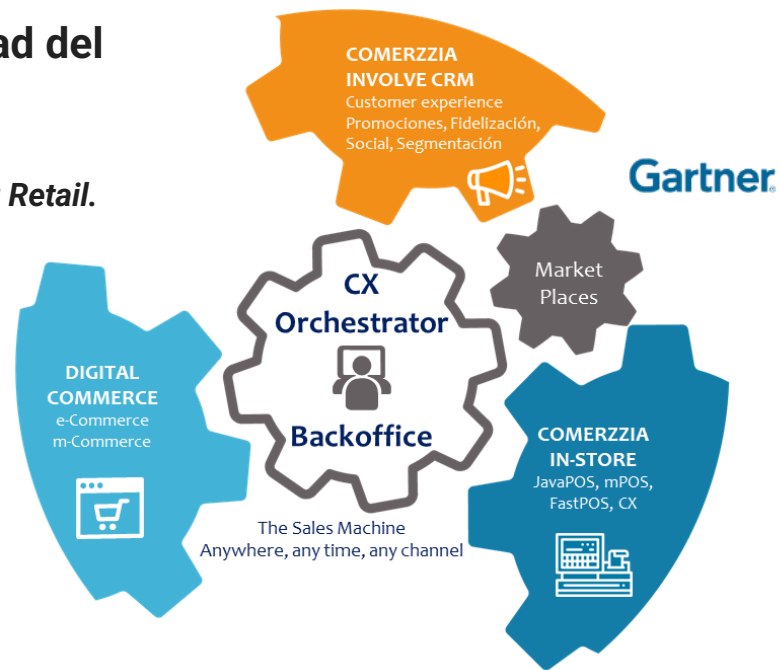 ad del
Retail.
COMERZZIA
INVOLVE CRM
Customer experience
Promociones, Fidelización,
Social, Segmentación
Gartner
Market
Places
CX
Orchestrator
Backoffice
DIGITAL
COMMERCE
e-Commerce
m-Commerce
COMERZZIA
IN-STORE
JavaPOS, mPOS,
FastPOS, CX
The Sales Machine
Anywhere, any time, any channel